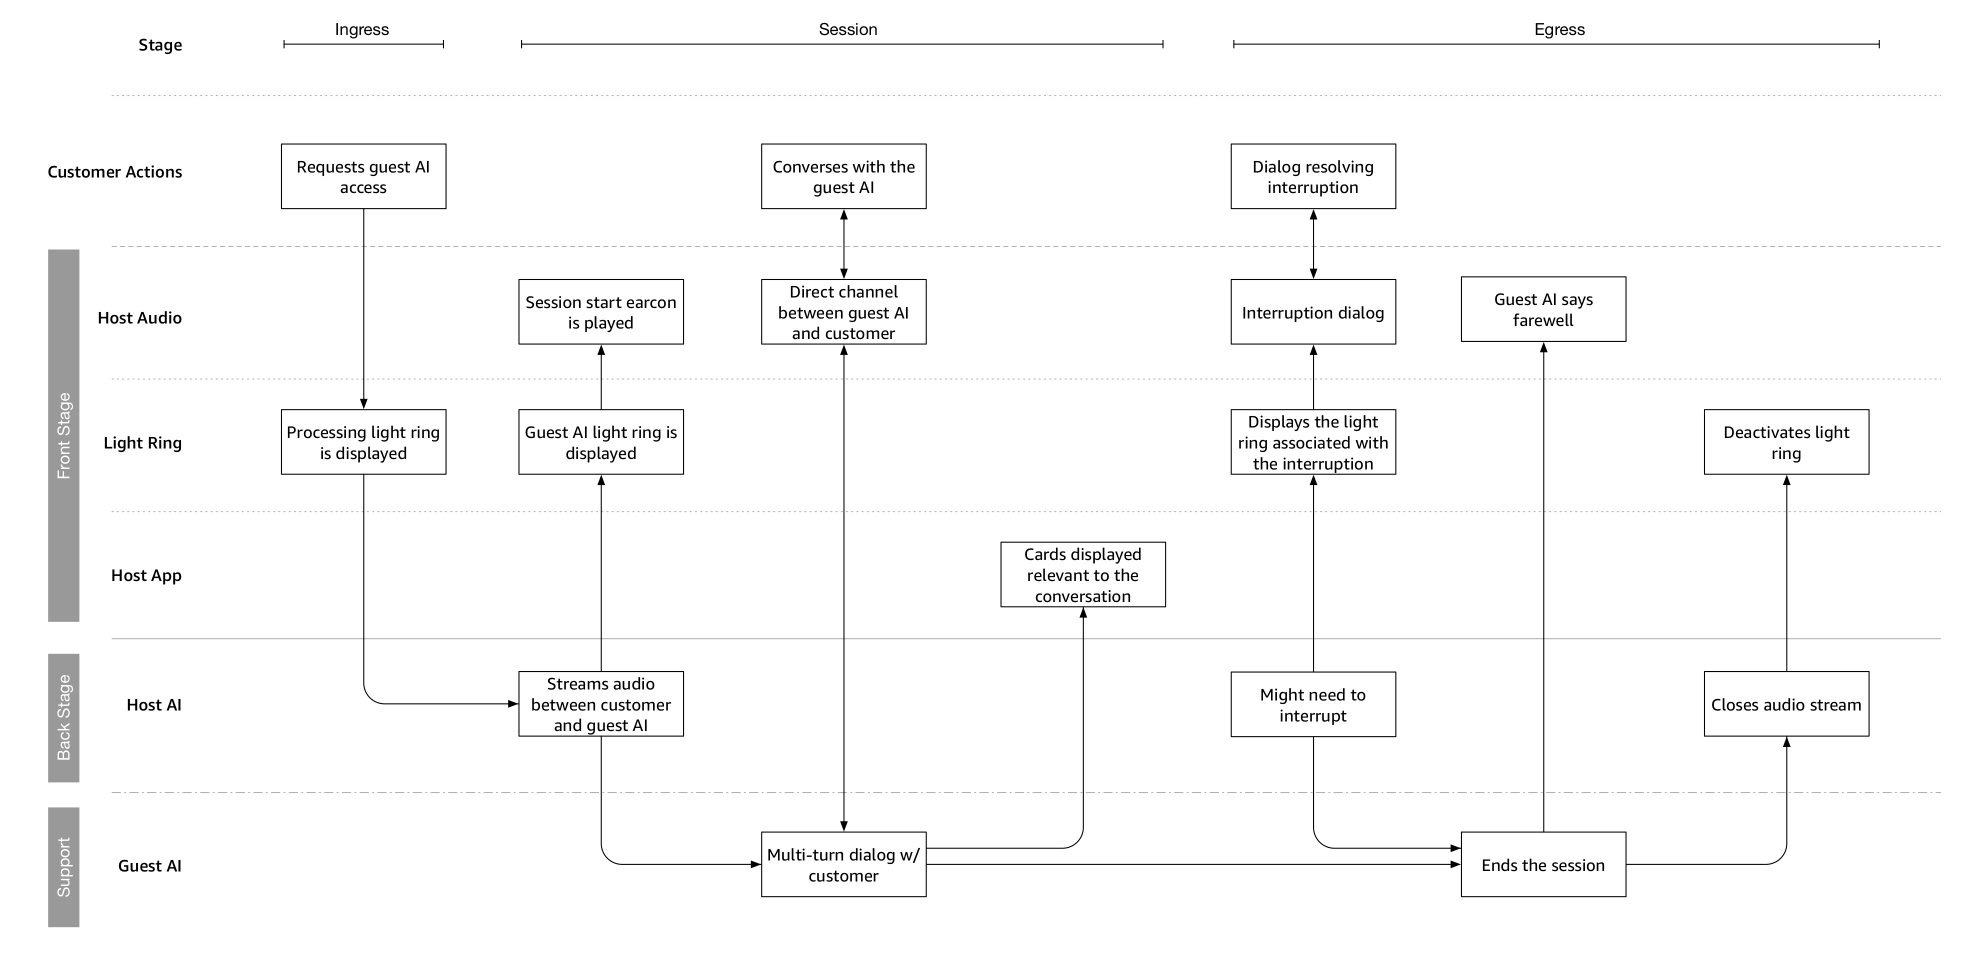 Stage
Ingress
Session
Egress
Customer Actions
Requests guest AI
access
Converses with the
guest AI
Dialog resolving
interruption
Front Stage
Host Audio
Session start earcon
is played
Direct channel
between guest AI
and customer
Interruption dialog
Guest AI says
farewell
Light Ring
Processing light ring
is displayed
Guest AI light ring is
displayed
Displays the light
ring associated with
the interruption
Deactivates light
ring
Host App
Cards displayed
relevant to the
conversation
Back Stage
Host AI
Streams audio
between customer
and guest AI
Might need to
interrupt
Closes audio stream
Support
Guest AI
Multi-turn dialog w/
customer
Ends the session